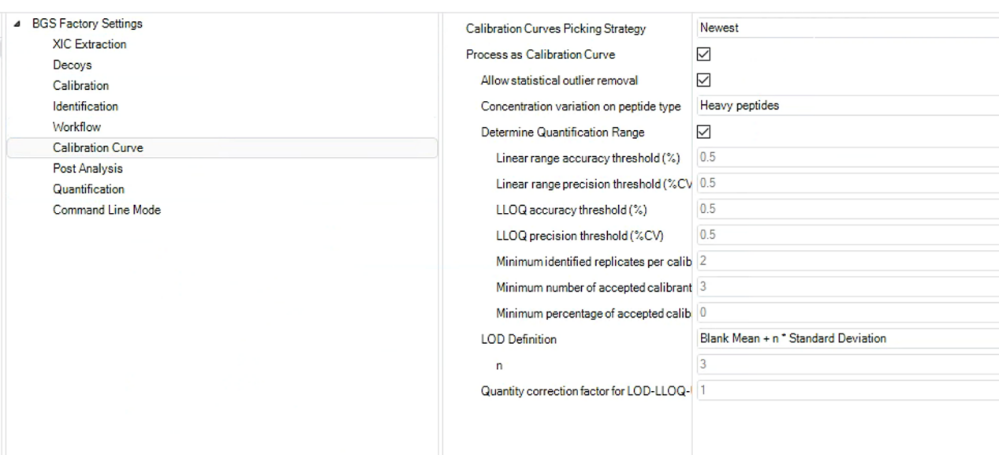 BGS Factory Settings
XIC Extraction
Decoys
Calibration
Identification
Workflow
Calibration Curve
Post Analysis
Quantification
Command Line Mode
Calibration Curves Picking Strategy Newest
Process as Calibration Curve
Allow statistical outlier removal
Concentration variation on peptide type Heavy peptides
Determine Quantification Range
Linear range accuracy threshold (%) 0.5
Linear range precision threshold (%CV 0.5
LLOQ accuracy threshold (%) 0.5
LLOQ precision threshold (%CV) 0.5
Minimum identified replicates per calib 2
Minimum number of accepted calibrant 3
Minimum percentage of accepted calib 0
LOD Definition Blank Mean + n * Standard Deviation
n 3
Quantity correction factor for LOD-LLOQ- 1